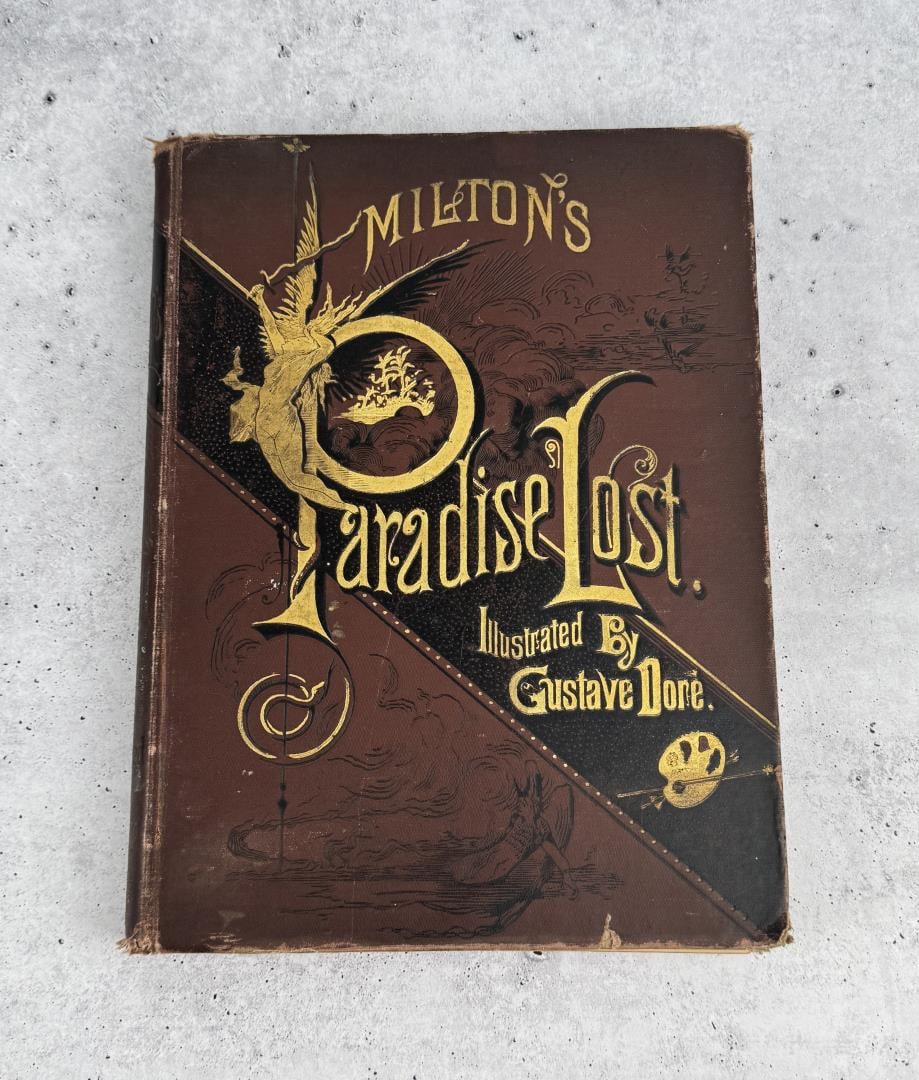 MILTON'S
Paradise Lost.
Illustrated By
Gustave Doré.